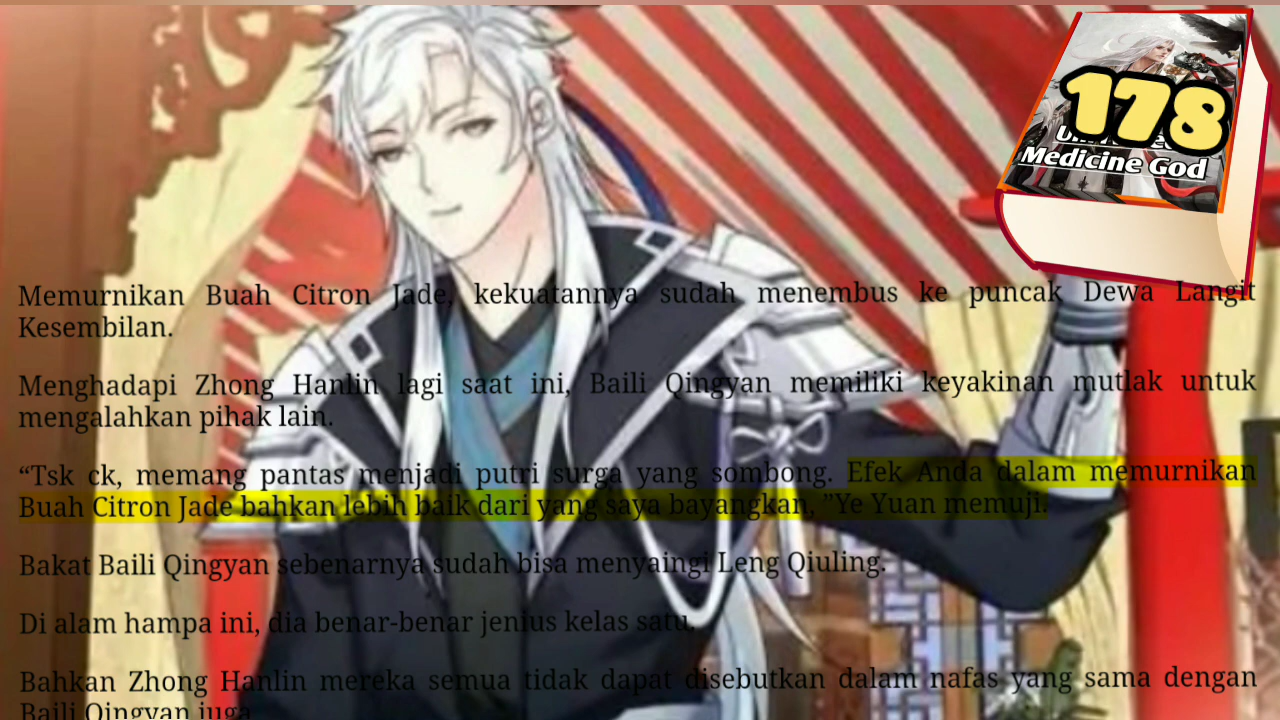 178
Medicine God
Memurnikan Buah Citron Jade, kekuatannya sudah menembus ke puncak Dewa Langit
Kesembilan.
Menghadapi Zhong Hanlin lagi saat ini, Baili Qingyan memiliki keyakinan mutlak untuk
mengalahkan pihak lain.
“Tsk ck, memang pantas menjadi putri surga yang sombong. Efek Anda dalam memurnikan
Buah Citron Jade bahkan lebih baik dari yang saya bayangkan, ”Ye Yuan memuji.
Bakat Baili Qingyan sebenarnya sudah bisa menyaingi Leng Qiuling.
Di alam hampa ini, dia benar-benar jenius kelas satu.
Bahkan Zhong Hanlin mereka semua tidak dapat disebutkan dalam nafas yang sama dengan
Baili Qingyan juga